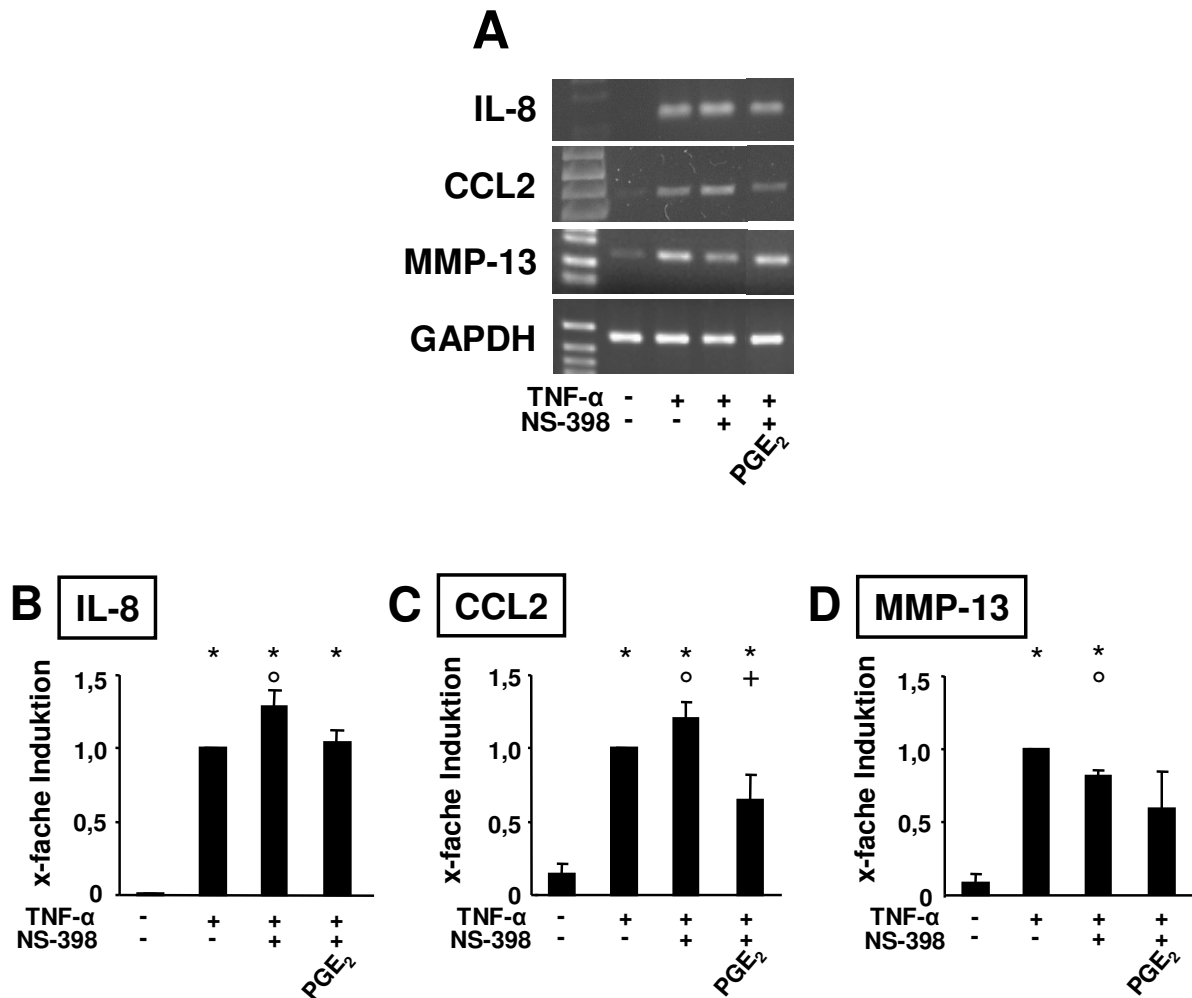 A
IL-8
CCL2
MMP-13
GAPDH
TNF-α - + + +
NS-398 - - + +
PGE₂
B IL-8
* * *
°
x-fache Induktion
1,5
1,0
0,5
0
TNF-α - + + +
NS-398 - - + +
PGE₂
C CCL2
* * *
° +
x-fache Induktion
1,5
1,0
0,5
0
TNF-α - + + +
NS-398 - - + +
PGE₂
D MMP-13
* *
°
x-fache Induktion
1,5
1,0
0,5
0
TNF-α - + + +
NS-398 - - + +
PGE₂